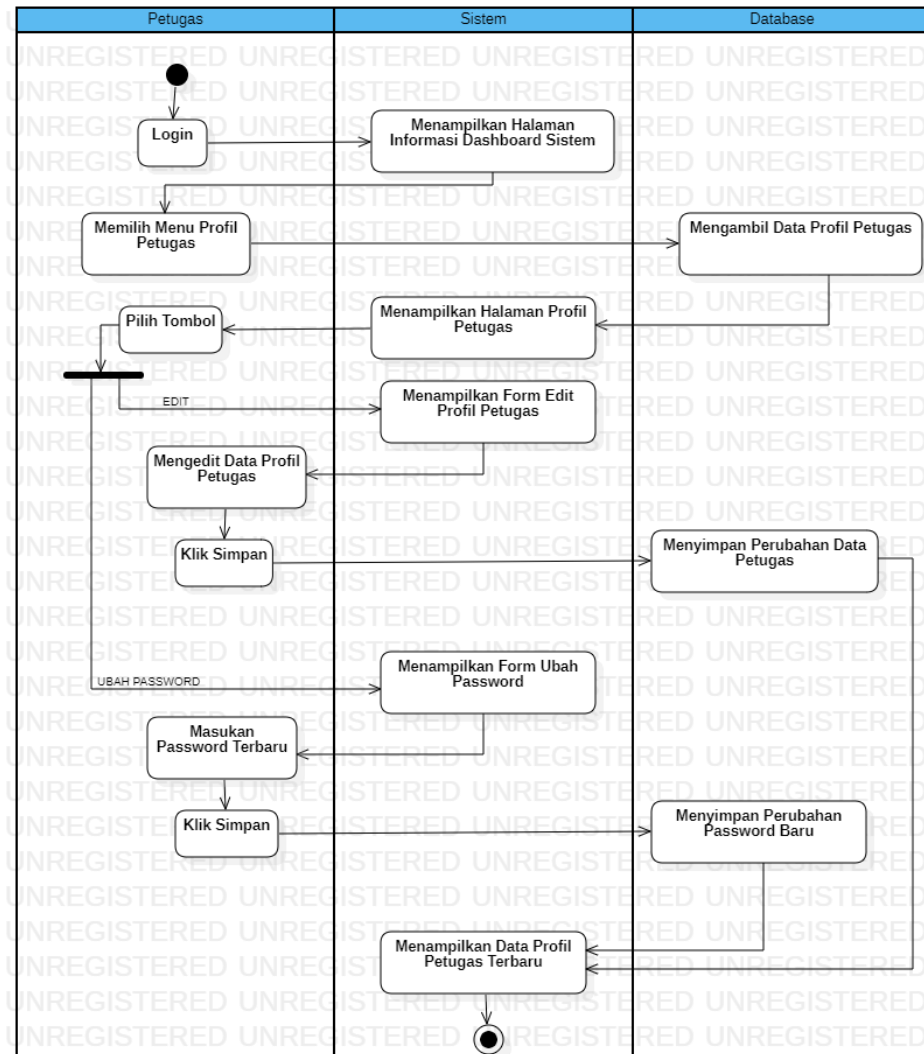 Petugas
Sistem
Database
Login
Menampilkan Halaman
Informasi Dashboard Sistem
Memilih Menu Profil
Petugas
Mengambil Data Profil Petugas
Pilih Tombol
Menampilkan Halaman Profil
Petugas
EDIT
Menampilkan Form Edit
Profil Petugas
Mengedit Data Profil
Petugas
Klik Simpan
Menyimpan Perubahan Data
Petugas
UBAH PASSWORD
Menampilkan Form Ubah
Password
Masukan
Password Terbaru
Klik Simpan
Menyimpan Perubahan
Password Baru
Menampilkan Data Profil
Petugas Terbaru
UNREGISTERED